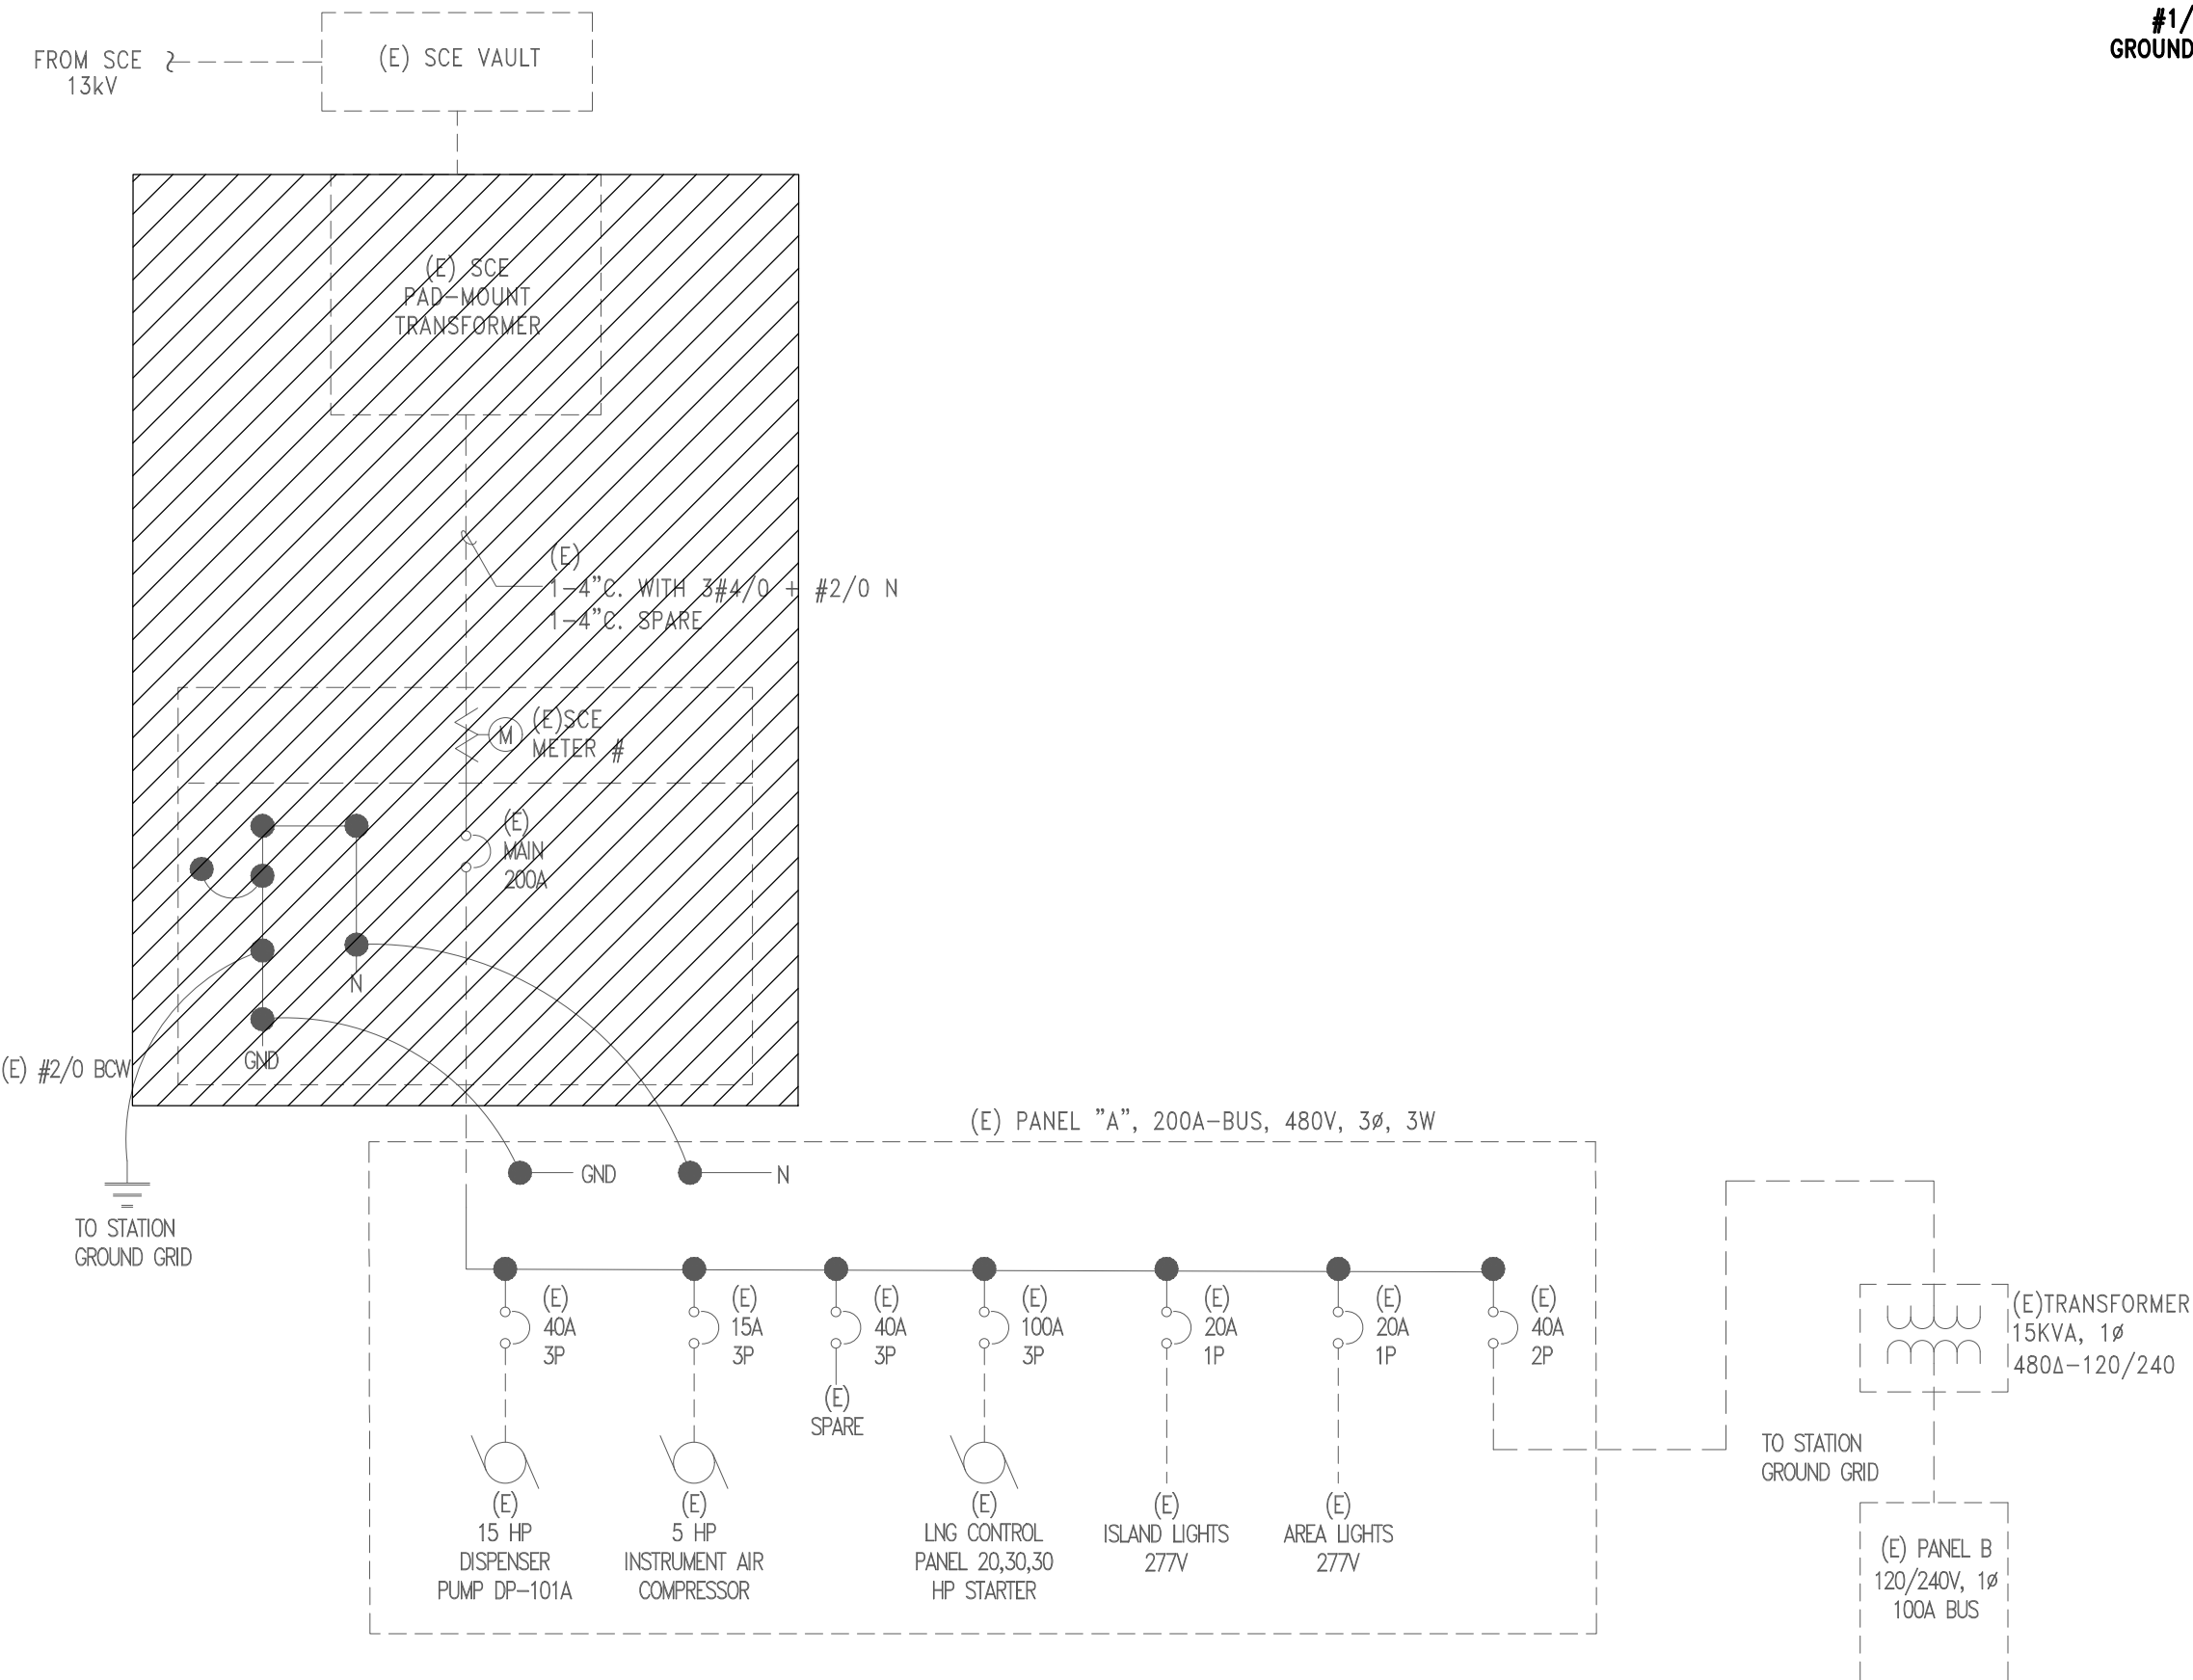 #1/
GROUND
FROM SCE
13kV
(E) SCE VAULT
(E) SCE
PAD-MOUNT
TRANSFORMER
(E)
1-4"C. WITH 3#4/0 + #2/0 N
1-4"C. SPARE
M
(E)SCE
METER #
(E)
MAIN
200A
N
GND
(E) #2/0 BCW
TO STATION
GROUND GRID
(E) PANEL "A", 200A-BUS, 480V, 3ø, 3W
GND
N
(E)
40A
3P
(E)
15A
3P
(E)
40A
3P
(E)
100A
3P
(E)
20A
1P
(E)
20A
1P
(E)
40A
2P
(E)
SPARE
(E)
15 HP
DISPENSER
PUMP DP-101A
(E)
5 HP
INSTRUMENT AIR
COMPRESSOR
(E)
LNG CONTROL
PANEL 20,30,30
HP STARTER
(E)
ISLAND LIGHTS
277V
(E)
AREA LIGHTS
277V
(E)TRANSFORMER
15KVA, 1ø
480Δ-120/240
TO STATION
GROUND GRID
(E) PANEL B
120/240V, 1ø
100A BUS